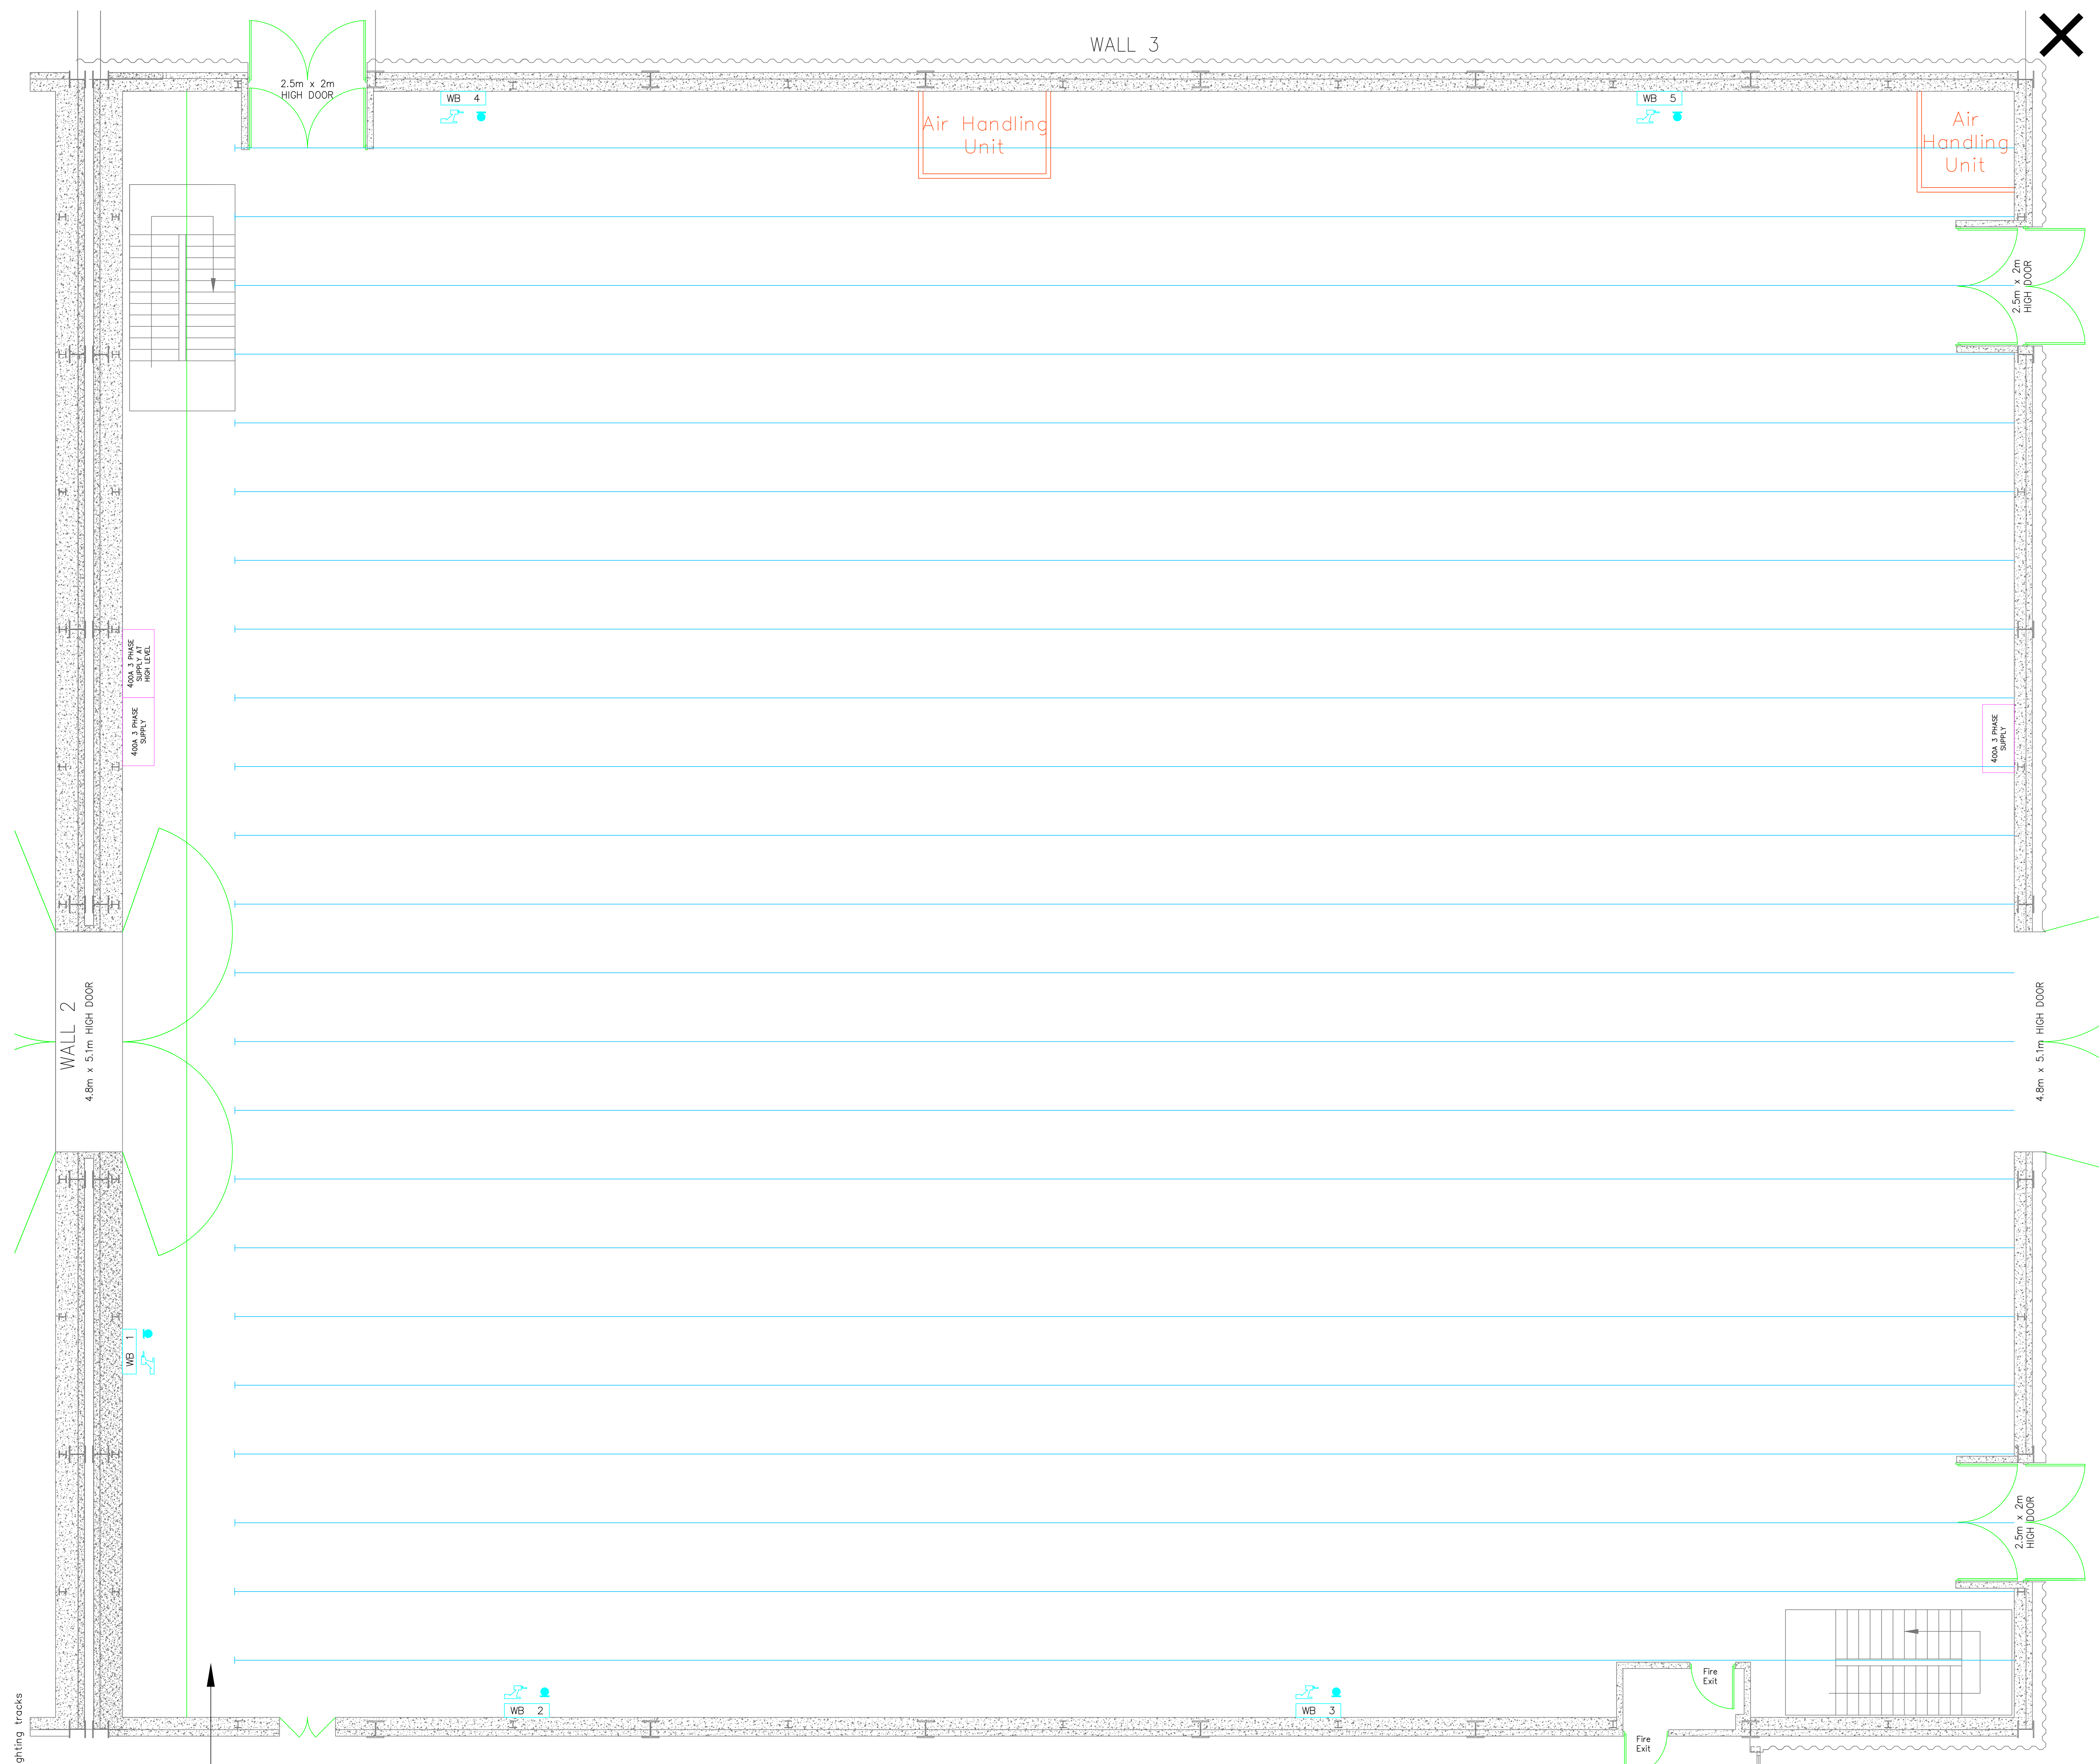 WALL 3
2.5m x 2m
HIGH DOOR
WB 4
WB 5
Air Handling
Unit
Air
Handling
Unit
2.5m x 2m
HIGH DOOR
400A 3 PHASE
SUPPLY AT
HIGH LEVEL
400A 3 PHASE
SUPPLY
400A 3 PHASE
SUPPLY
WALL 2
4.8m x 5.1m HIGH DOOR
4.8m x 5.1m HIGH DOOR
WB 1
2.5m x 2m
HIGH DOOR
WB 2
WB 3
Fire
Exit
Fire
Exit
ghting tracks